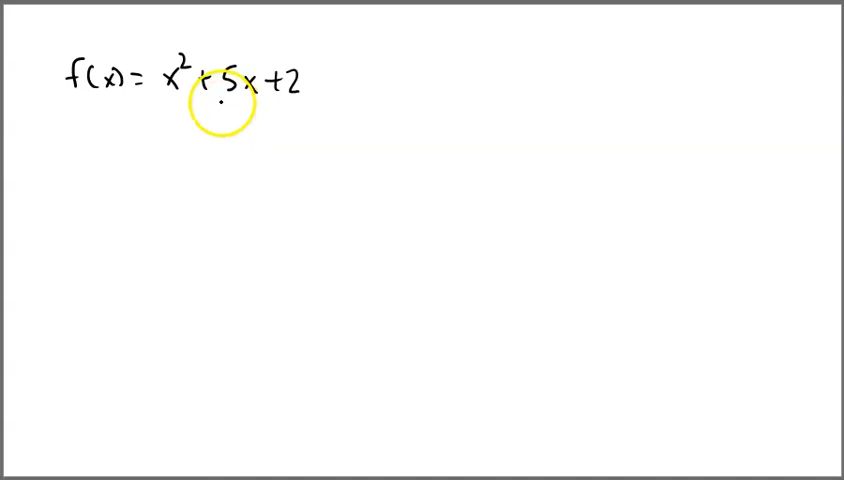 f(x) = x² + 5x + 2